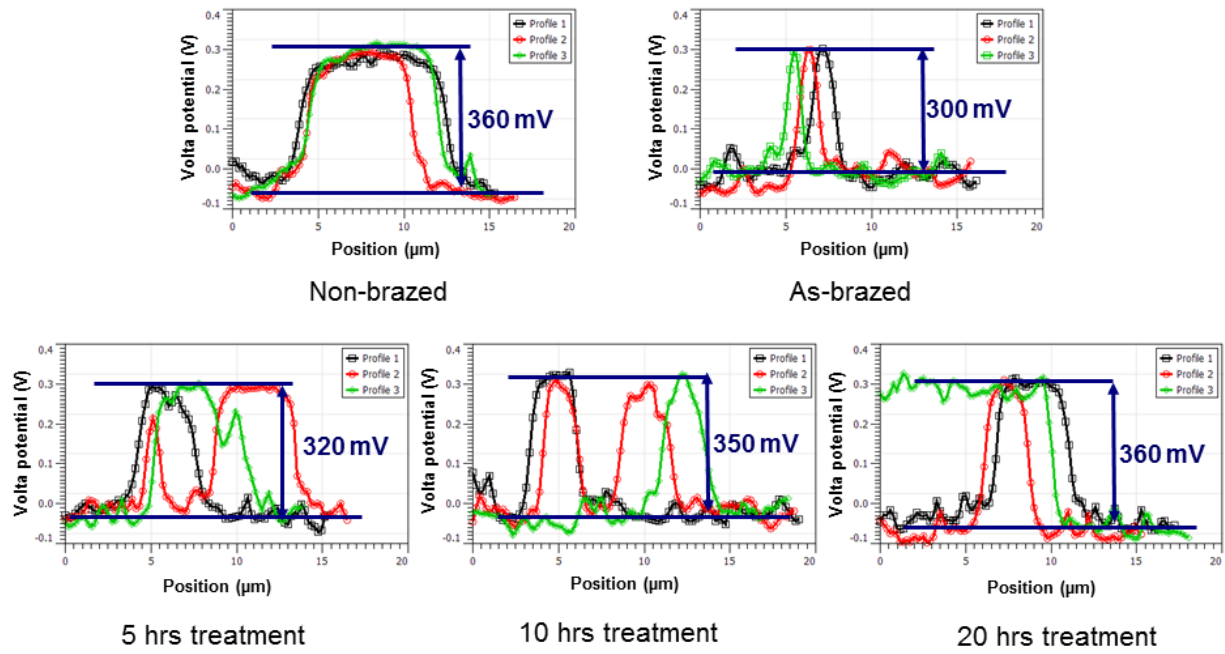 Volta potential (V)
0.4
0.3
0.2
0.1
0.0
-0.1
Profile 1
Profile 2
Profile 3
360 mV
0 5 10 15 20
Position (µm)
Non-brazed
Volta potential (V)
0.4
0.3
0.2
0.1
0.0
-0.1
Profile 1
Profile 2
Profile 3
300 mV
0 5 10 15 20
Position (µm)
As-brazed
Volta potential (V)
0.4
0.3
0.2
0.1
0.0
-0.1
Profile 1
Profile 2
Profile 3
320 mV
0 5 10 15 20
Position (µm)
5 hrs treatment
Volta potential (V)
0.4
0.3
0.2
0.1
0.0
-0.1
Profile 1
Profile 2
Profile 3
350 mV
0 5 10 15 20
Position (µm)
10 hrs treatment
Volta potential (V)
0.4
0.3
0.2
0.1
0.0
-0.1
Profile 1
Profile 2
Profile 3
360 mV
0 5 10 15 20
Position (µm)
20 hrs treatment